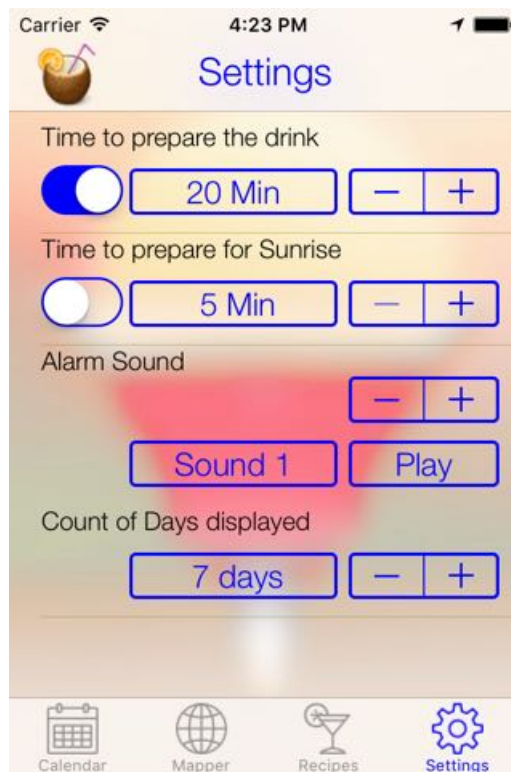 Carrier 4:23 PM
Settings
Time to prepare the drink
20 Min − +
Time to prepare for Sunrise
5 Min − +
Alarm Sound
− +
Sound 1 Play
Count of Days displayed
7 days − +
Calendar Mapper Recipes Settings